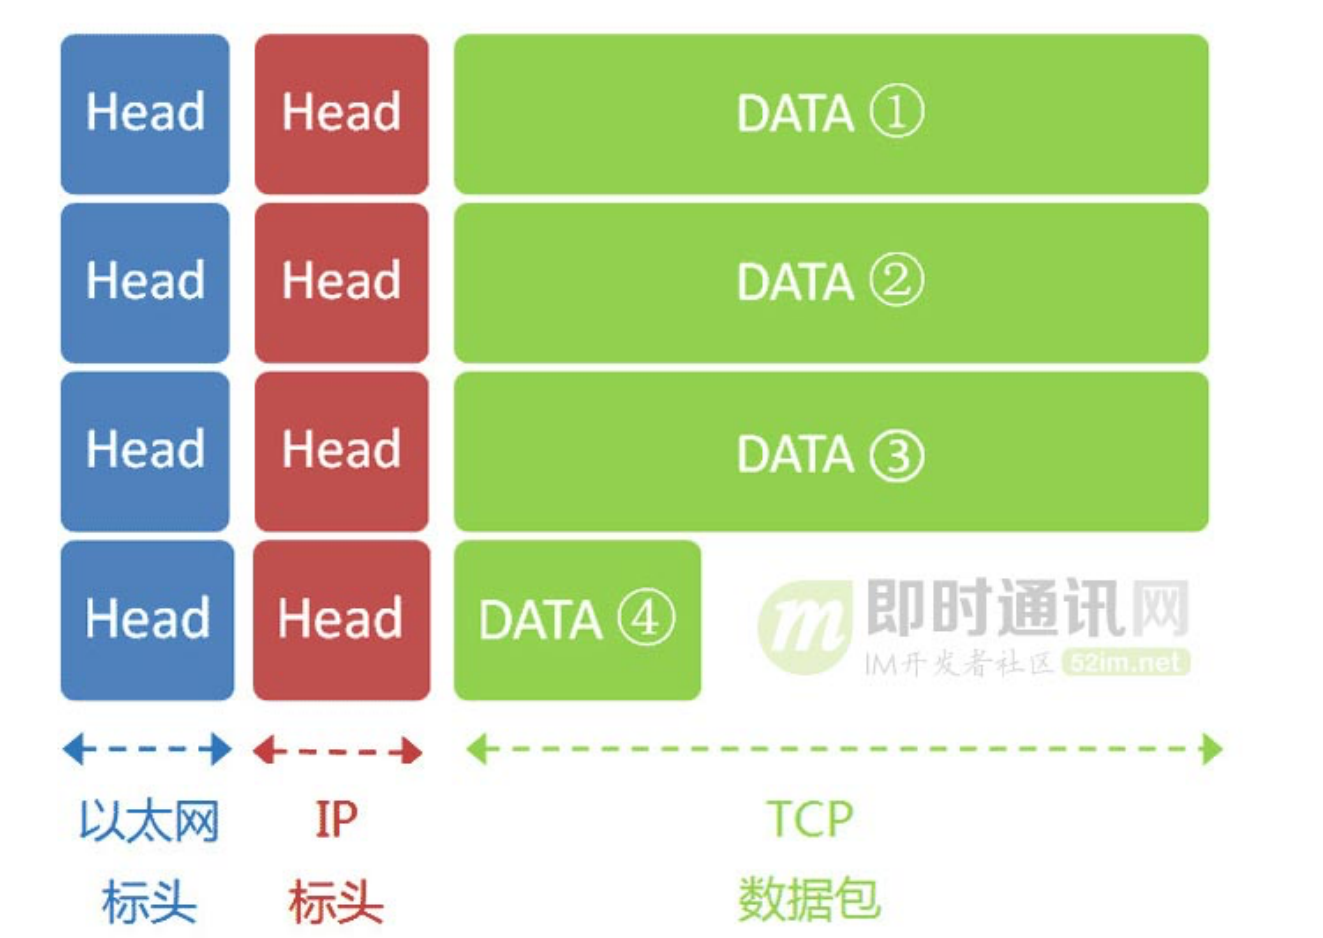 Head Head DATA ①
Head Head DATA ②
Head Head DATA ③
Head Head DATA ④
m 即时通讯网
IM开发者社区 52im.net
以太网 IP TCP
标头 标头 数据包